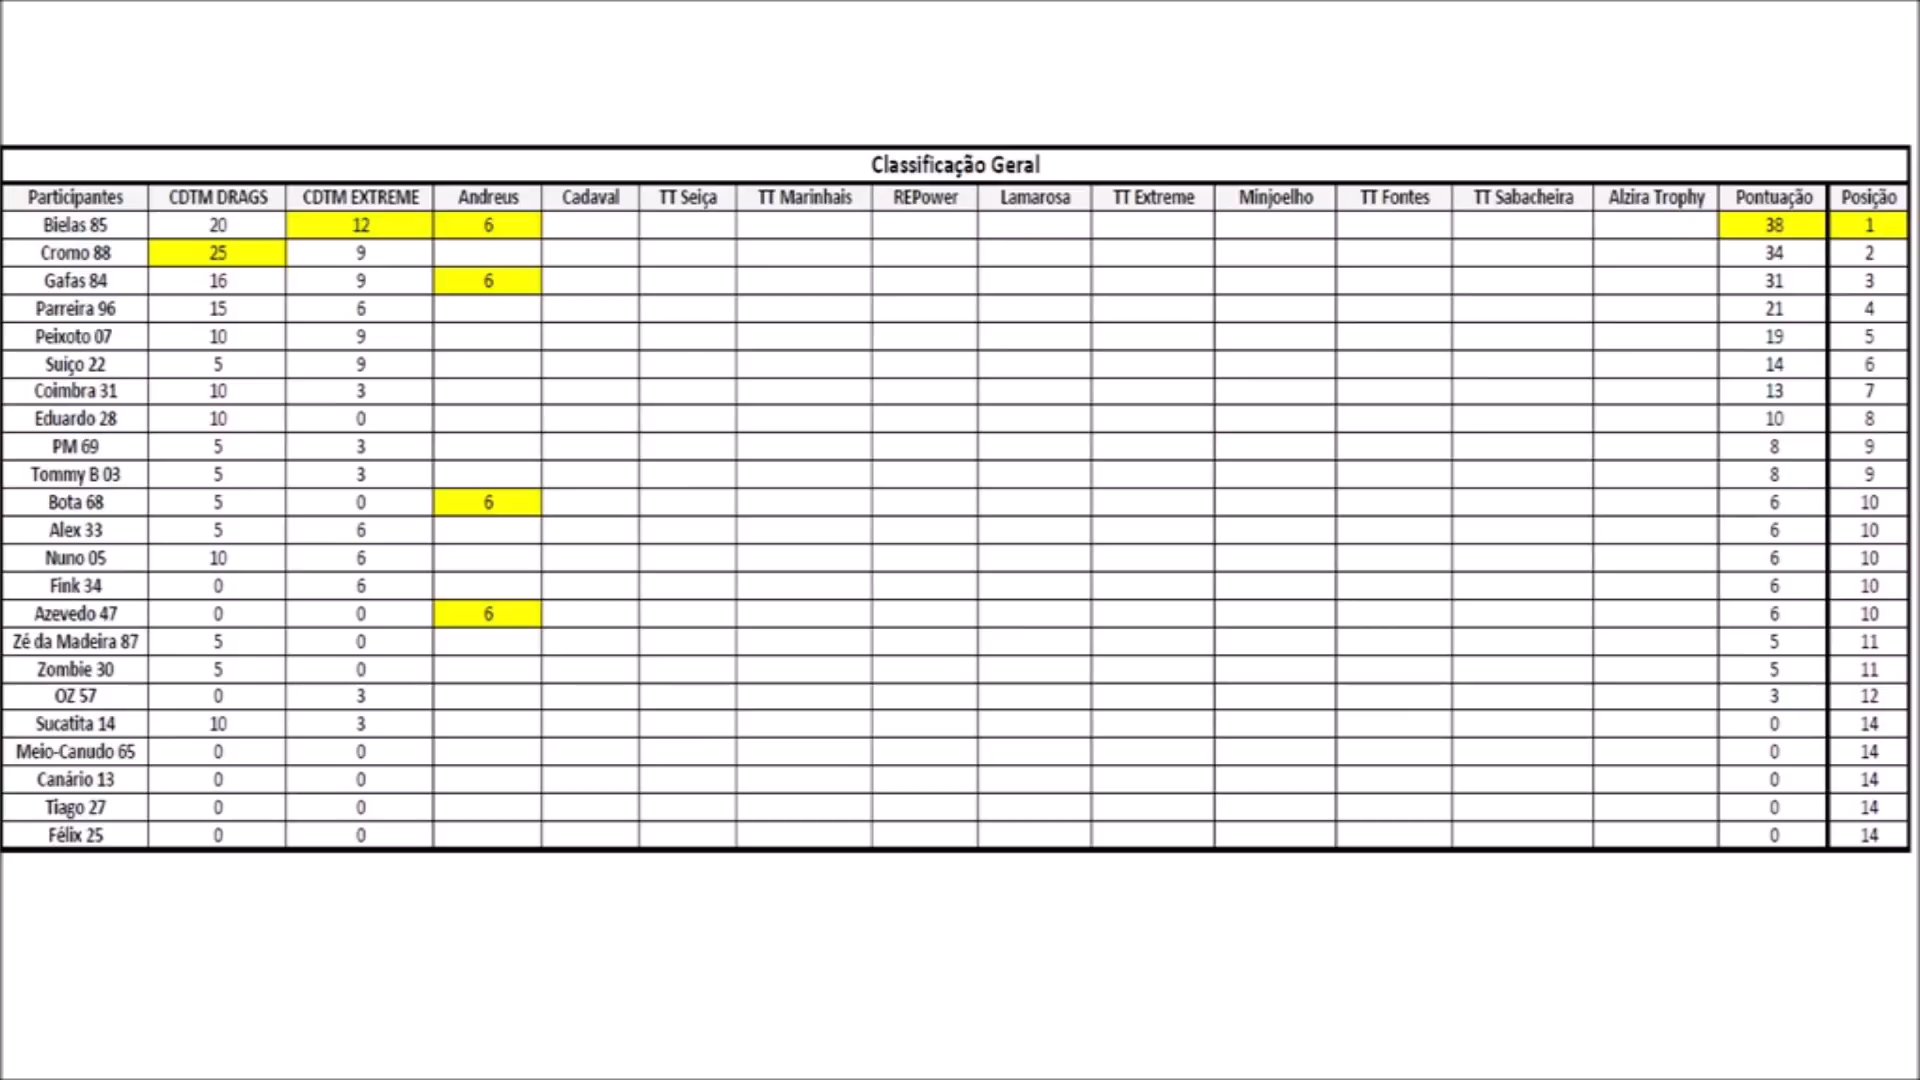 Classificação Geral
Participantes CDTM DRAGS CDTM EXTREME Andreus Cadaval TT Seiça TT Marinhais REPower Lamarosa TT Extreme Minjoelho TT Fontes TT Sabacheira Alzira Trophy Pontuação Posição
Bielas 85 20 12 6 38 1
Cromo 88 25 9 34 2
Gafas 84 16 9 6 31 3
Parreira 96 15 6 21 4
Peixoto 07 10 9 19 5
Suiço 22 5 9 14 6
Coimbra 31 10 3 13 7
Eduardo 28 10 0 10 8
PM 69 5 3 8 9
Tommy B 03 5 3 8 9
Bota 68 5 0 6 6 10
Alex 33 5 6 6 10
Nuno 05 10 6 6 10
Fink 34 0 6 6 10
Azevedo 47 0 0 6 6 10
Zé da Madeira 87 5 0 5 11
Zombie 30 5 0 5 11
OZ 57 0 3 3 12
Sucatita 14 10 3 0 14
Meio-Canudo 65 0 0 0 14
Canário 13 0 0 0 14
Tiago 27 0 0 0 14
Félix 25 0 0 0 14